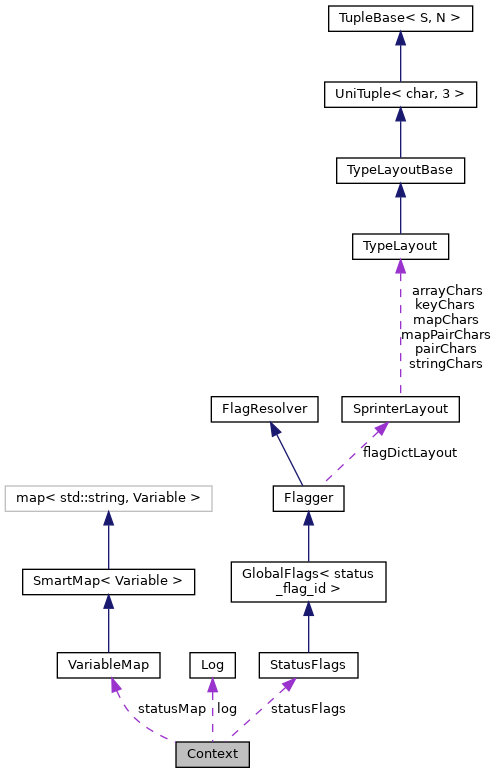 TupleBase< S, N >
UniTuple< char, 3 >
TypeLayoutBase
TypeLayout
arrayChars
keyChars
mapChars
mapPairChars
pairChars
stringChars
FlagResolver
SprinterLayout
flagDictLayout
map< std::string, Variable >
Flagger
SmartMap< Variable >
GlobalFlags< status
_flag_id >
VariableMap
Log
StatusFlags
statusMap
log
statusFlags
Context